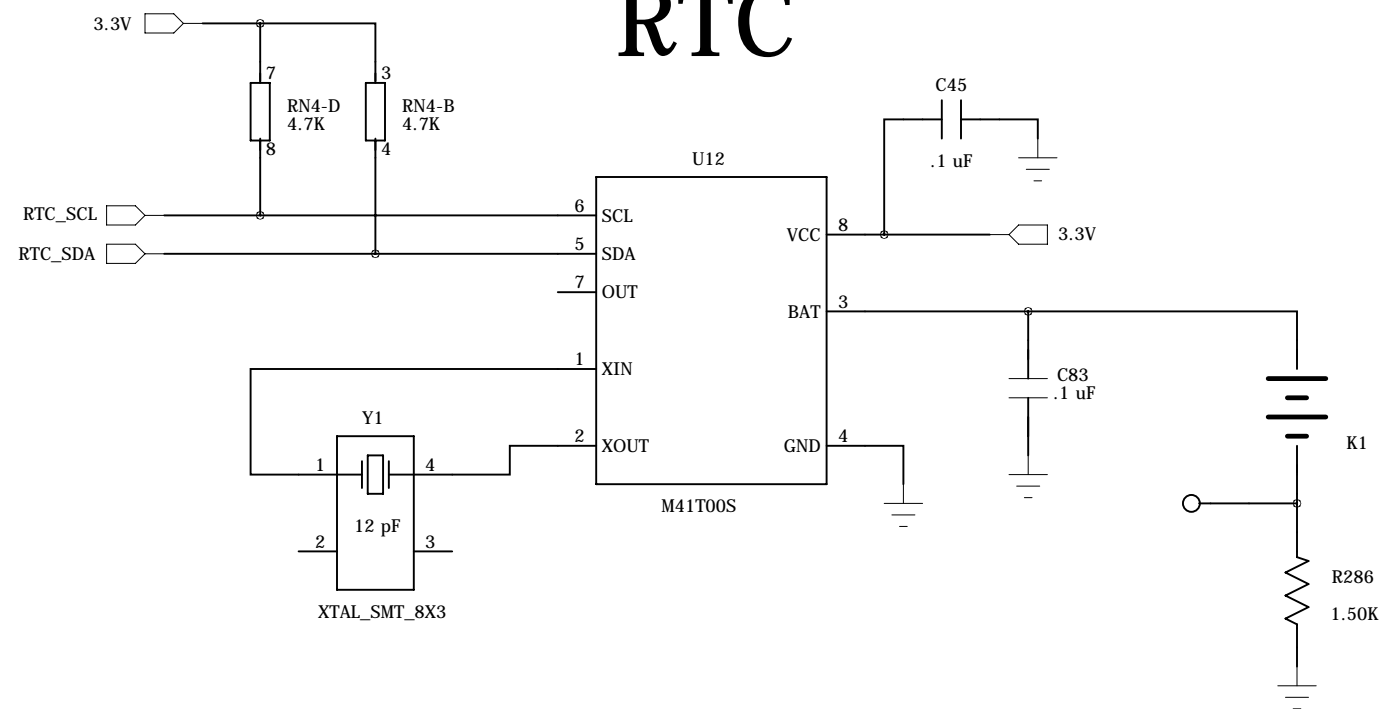 RTC
3.3V
7
3
RN4-D
4.7K
RN4-B
4.7K
8
4
C45
.1 uF
U12
RTC_SCL
6
SCL
RTC_SDA
5
SDA
7
OUT
1
XIN
2
XOUT
VCC
8
3.3V
BAT
3
GND
4
M41T00S
C83
.1 uF
K1
R286
1.50K
Y1
1
4
12 pF
2
3
XTAL_SMT_8X3